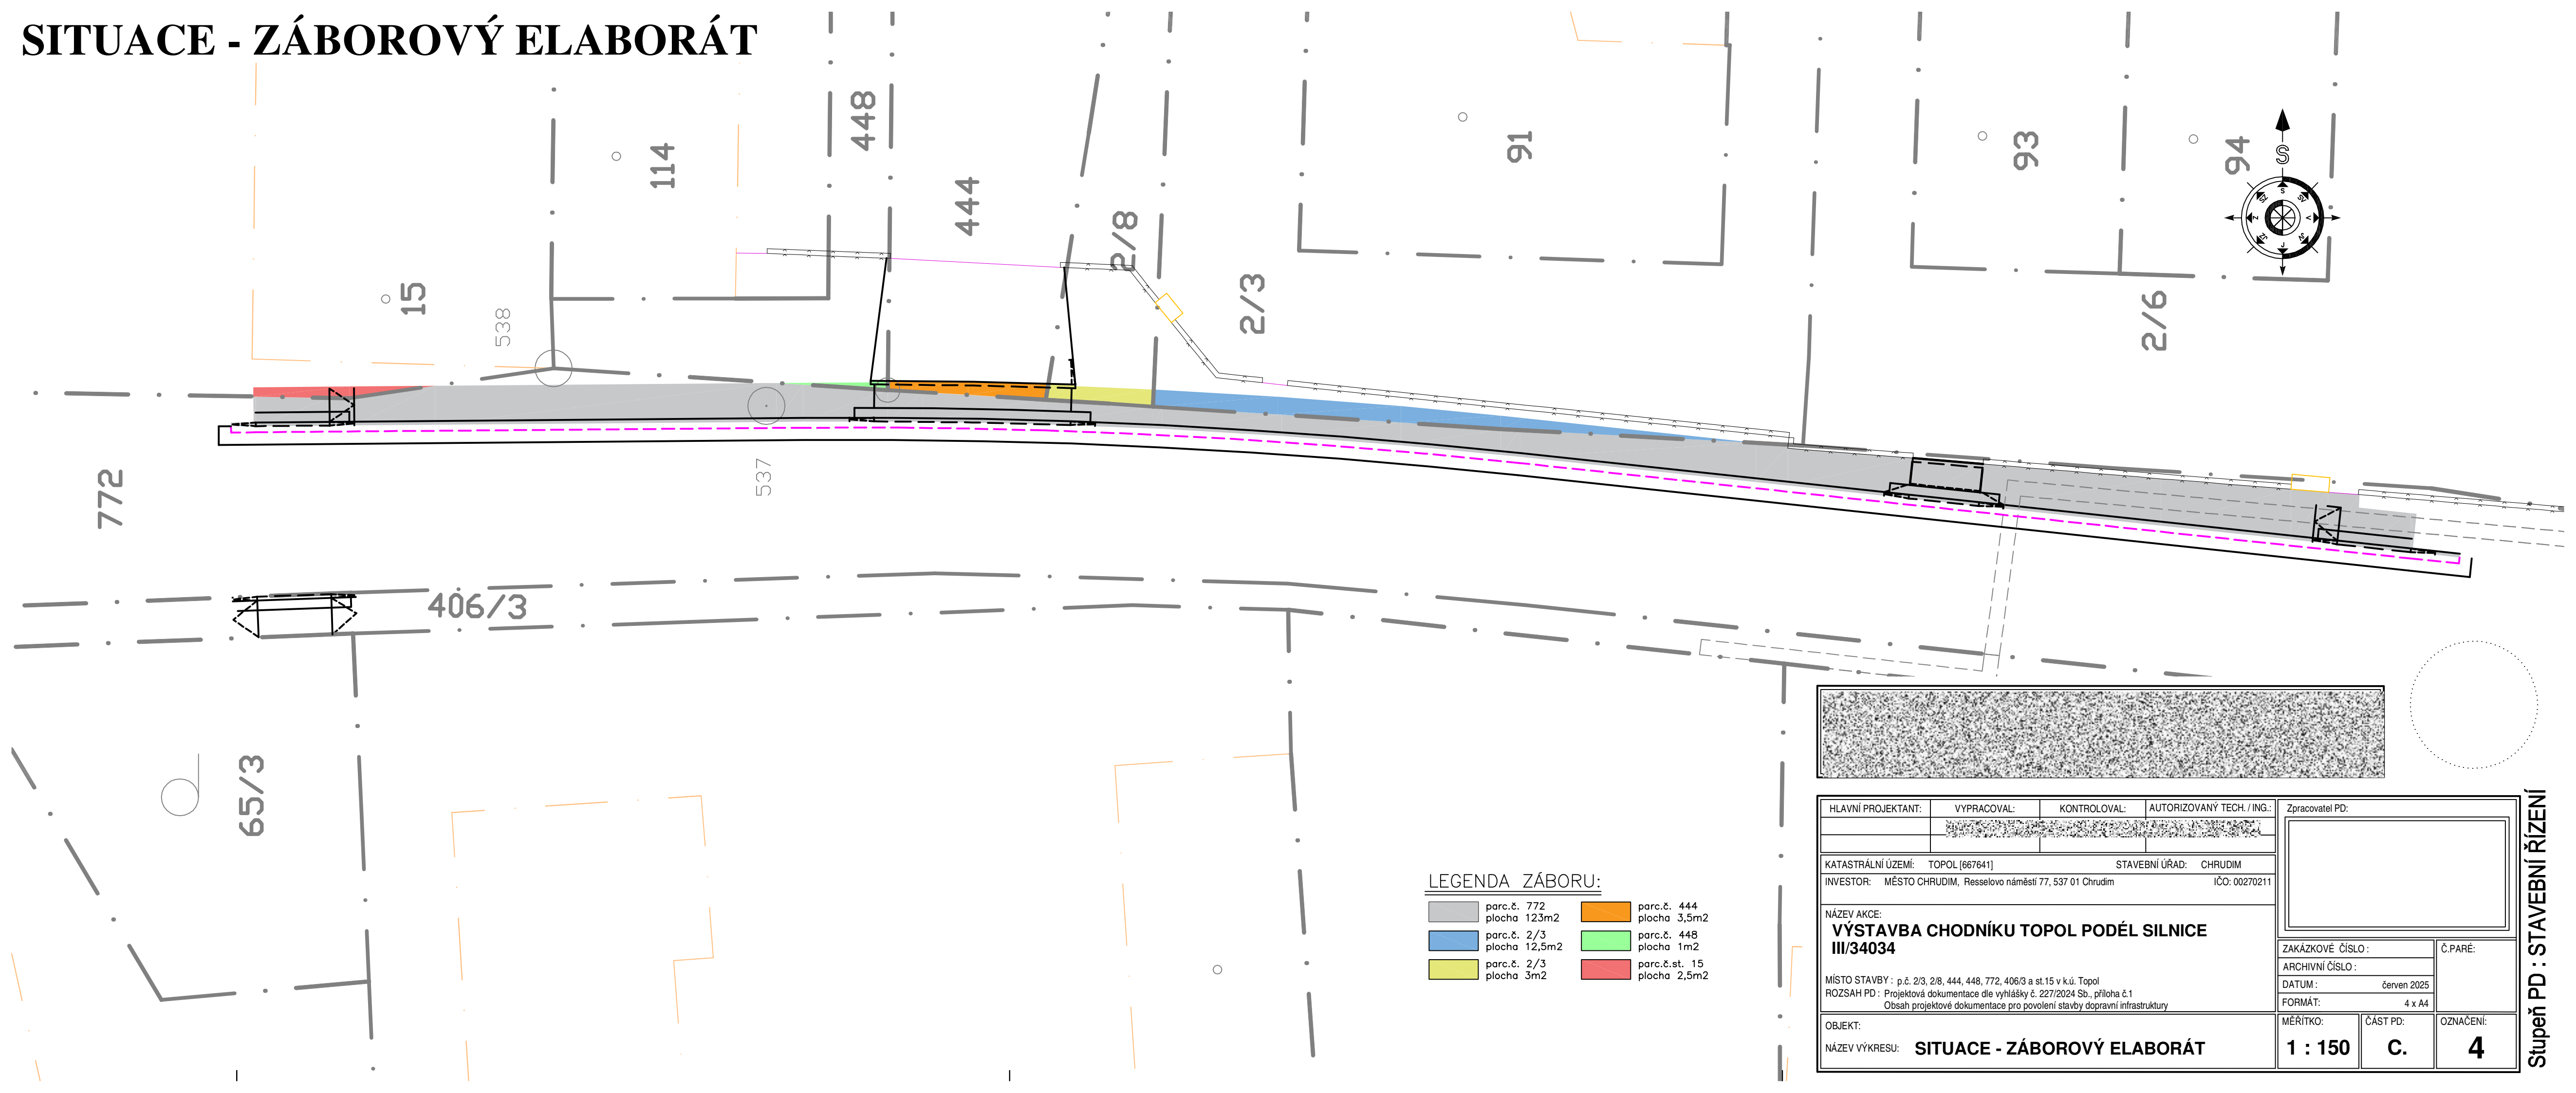 SITUACE - ZÁBOROVÝ ELABORÁT
448
114
444
91
93
94
S
S
SV
V
SV
J
JZ
Z
SZ
2/8
15
538
2/3
2/6
772
537
406/3
65/3
LEGENDA ZÁBORU:
parc.č. 772
plocha 123m2
parc.č. 444
plocha 3,5m2
parc.č. 2/3
plocha 12,5m2
parc.č. 448
plocha 1m2
parc.č. 2/3
plocha 3m2
parc.č.st. 15
plocha 2,5m2
HLAVNÍ PROJEKTANT: VYPRACOVAL: KONTROLOVAL: AUTORIZOVANÝ TECH. / ING.:
Zpracovatel PD:
KATASTRÁLNÍ ÚZEMÍ: TOPOL [667641] STAVEBNÍ ÚŘAD: CHRUDIM
INVESTOR: MĚSTO CHRUDIM, Resselovo náměstí 77, 537 01 Chrudim IČO: 00270211
NÁZEV AKCE:
VÝSTAVBA CHODNÍKU TOPOL PODÉL SILNICE
III/34034
MÍSTO STAVBY : p.č. 2/3, 2/8, 444, 448, 772, 406/3 a st.15 v k.ú. Topol
ROZSAH PD : Projektová dokumentace dle vyhlášky č. 227/2024 Sb., příloha č.1
Obsah projektové dokumentace pro povolení stavby dopravní infrastruktury
OBJEKT:
NÁZEV VÝKRESU: SITUACE - ZÁBOROVÝ ELABORÁT
ZAKÁZKOVÉ ČÍSLO :
Č.PARÉ:
ARCHIVNÍ ČÍSLO :
DATUM : červen 2025
FORMÁT: 4 x A4
MĚŘÍTKO: ČÁST PD: OZNAČENÍ:
1 : 150 C. 4
Stupeň PD : STAVEBNÍ ŘÍZENÍ